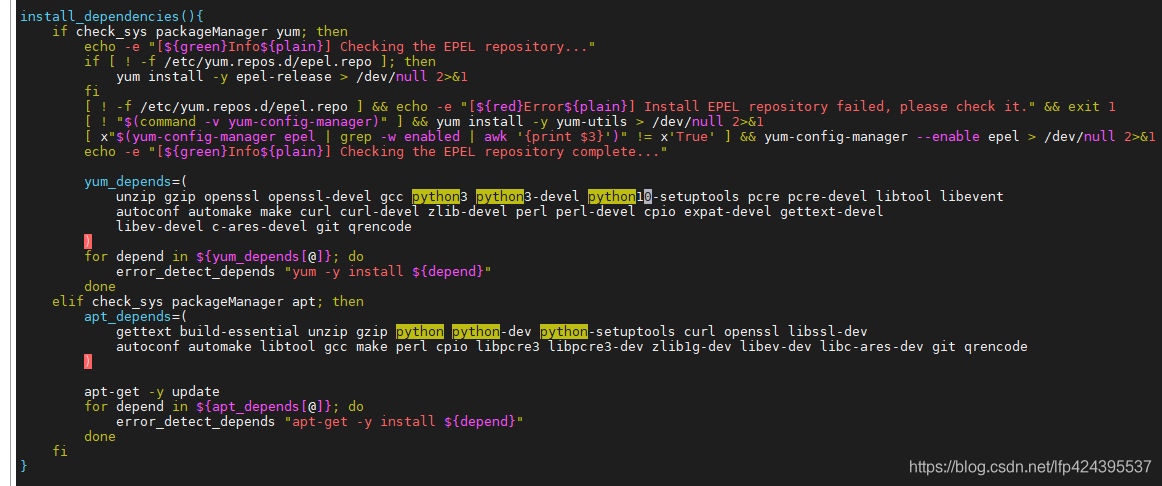 install_dependencies(){
    if check_sys packageManager yum; then
        echo -e "[${green}Info${plain}] Checking the EPEL repository..."
        if [ ! -f /etc/yum.repos.d/epel.repo ]; then
            yum install -y epel-release > /dev/null 2>&1
        fi
        [ ! -f /etc/yum.repos.d/epel.repo ] && echo -e "[${red}Error${plain}] Install EPEL repository failed, please check it." && exit 1
        [ ! "$(command -v yum-config-manager)" ] && yum install -y yum-utils > /dev/null 2>&1
        [ x"$(yum-config-manager epel | grep -w enabled | awk '{print $3}')" != x'True' ] && yum-config-manager --enable epel > /dev/null 2>&1
        echo -e "[${green}Info${plain}] Checking the EPEL repository complete..."

        yum_depends=(
            unzip gzip openssl openssl-devel gcc python3 python3-devel python10-setuptools pcre pcre-devel libtool libevent
            autoconf automake make curl curl-devel zlib-devel perl perl-devel cpio expat-devel gettext-devel
            libev-devel c-ares-devel git qrencode
        )
        for depend in ${yum_depends[@]}; do
            error_detect_depends "yum -y install ${depend}"
        done
    elif check_sys packageManager apt; then
        apt_depends=(
            gettext build-essential unzip gzip python python-dev python-setuptools curl openssl libssl-dev
            autoconf automake libtool gcc make perl cpio libpcre3 libpcre3-dev zlib1g-dev libev-dev libc-ares-dev git qrencode
        )

        apt-get -y update
        for depend in ${apt_depends[@]}; do
            error_detect_depends "apt-get -y install ${depend}"
        done
    fi
}
https://blog.csdn.net/lfp424395537